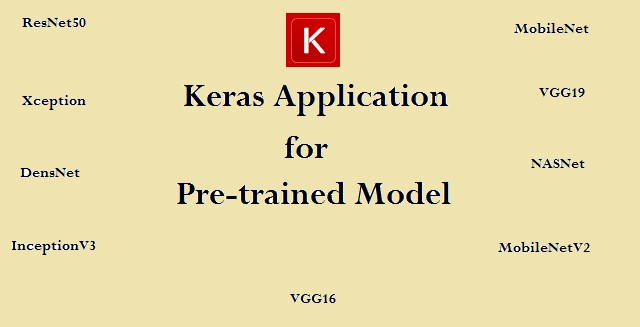 ResNet50
MobileNet
K
Keras Application
Xception
VGG19
for
DensNet
NASNet
Pre-trained Model
InceptionV3
MobileNetV2
VGG16